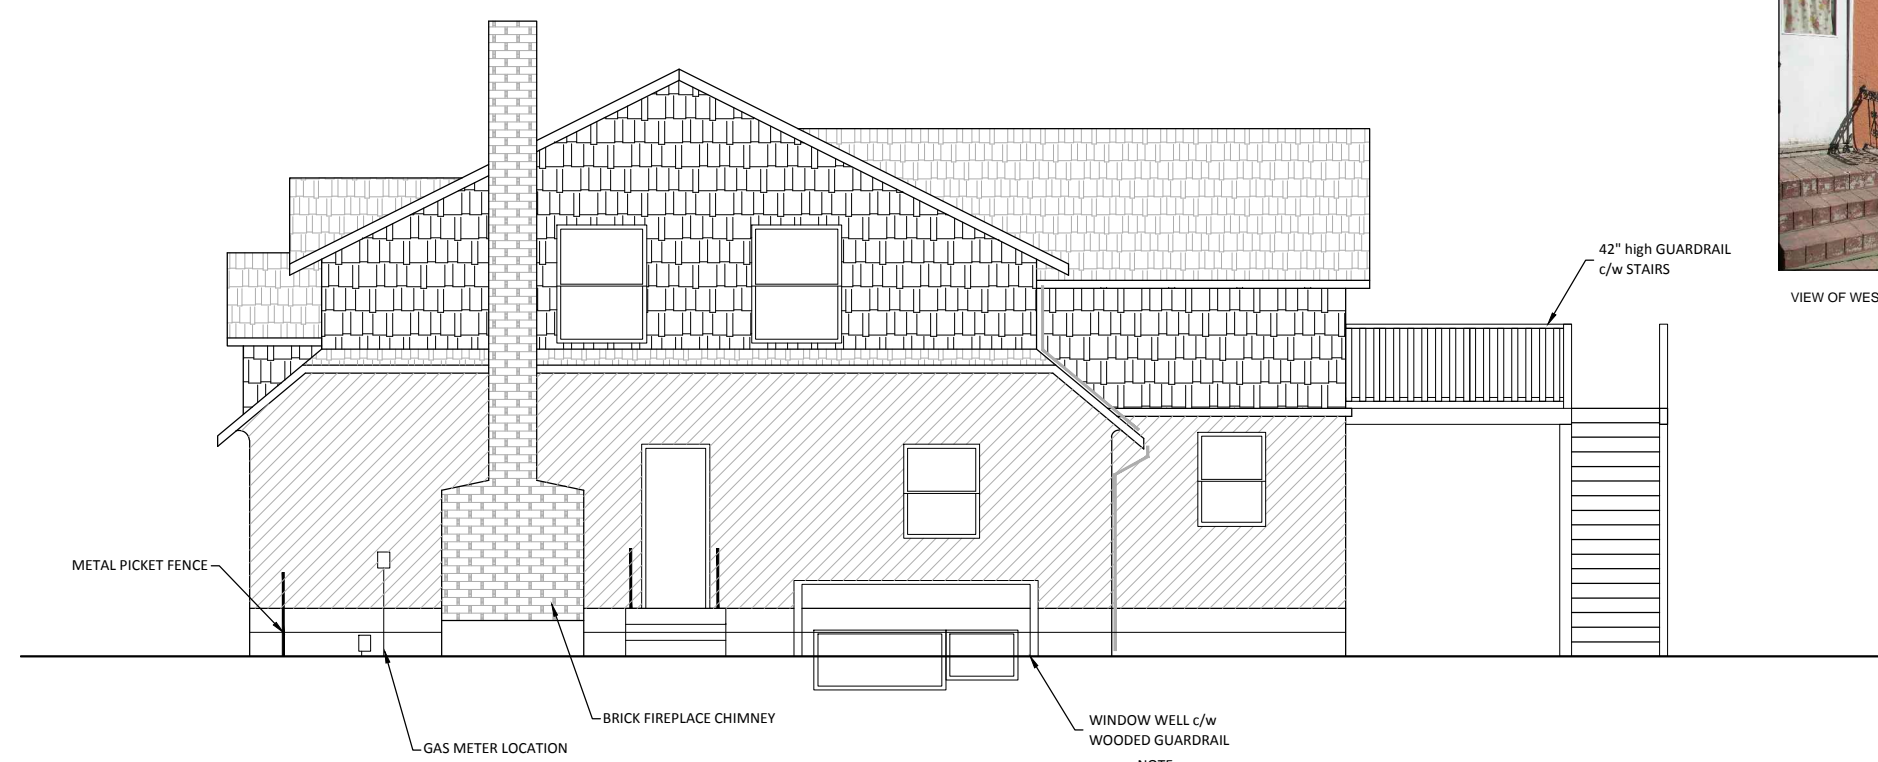 42" high GUARDRAIL
c/w STAIRS
VIEW OF WES
METAL PICKET FENCE
BRICK FIREPLACE CHIMNEY
GAS METER LOCATION
WINDOW WELL c/w
WOODED GUARDRAIL
NOTE